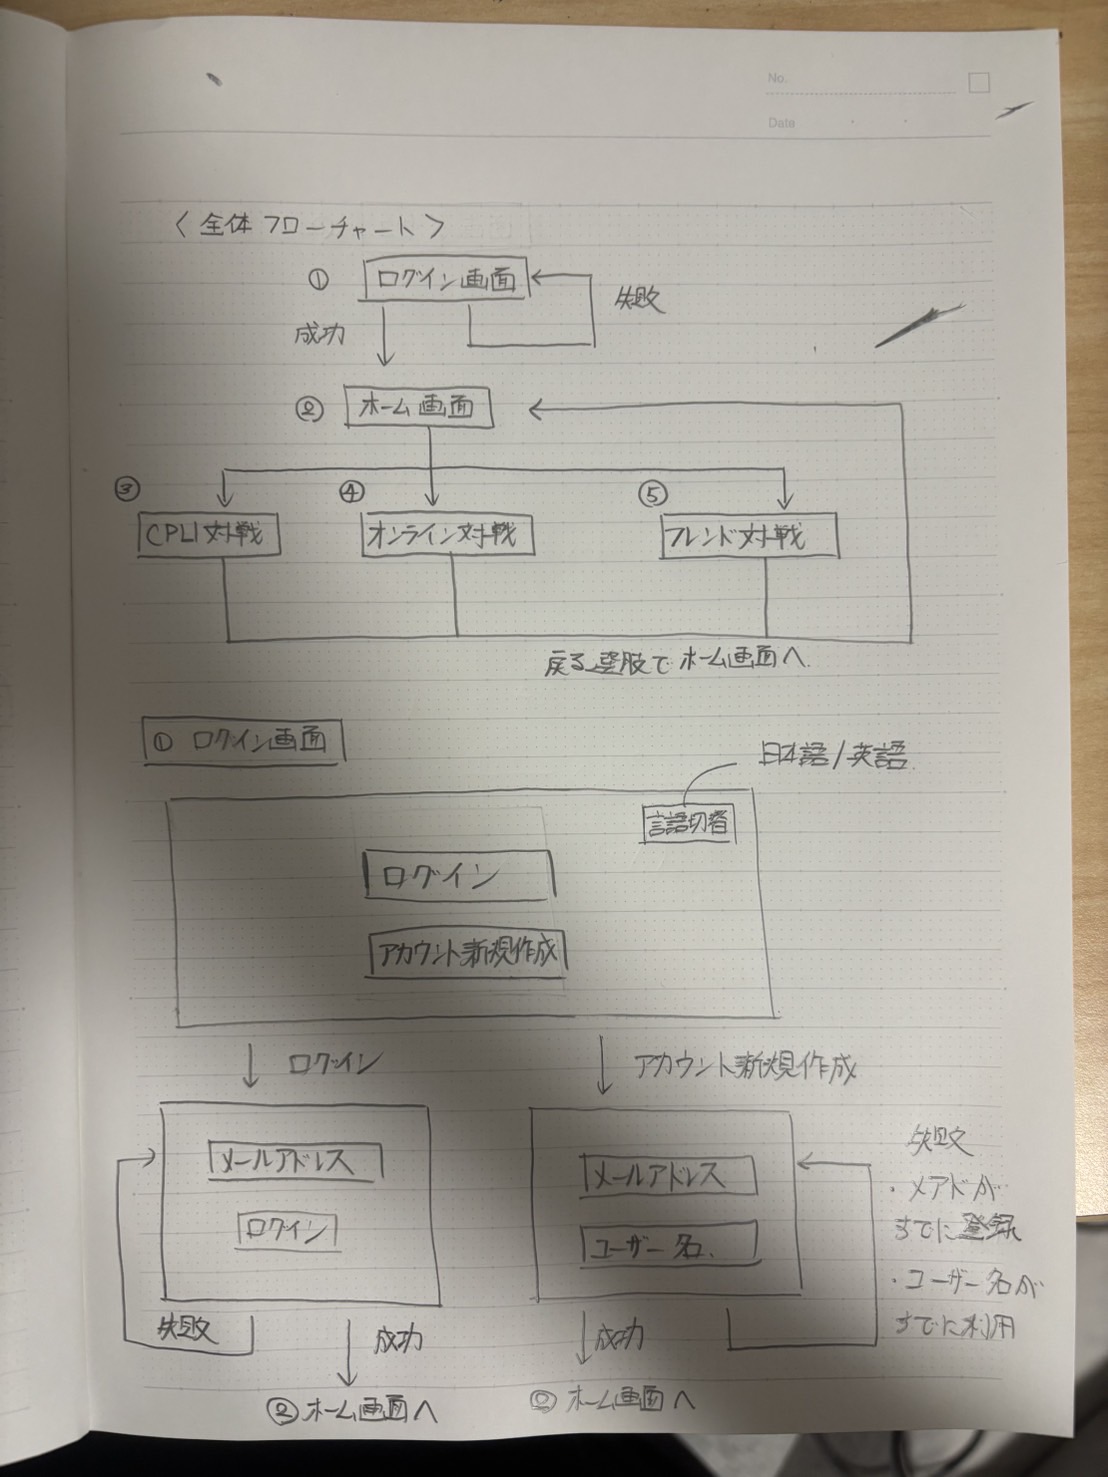 No.
Date
〈全体フローチャート〉
① ログイン画面
失敗
成功
② ホーム画面
③ ④ ⑤
CPU対戦 オンライン対戦 フレンド対戦
戻る選択でホーム画面へ
① ログイン画面
日本語/英語
言語切替
ログイン
アカウント新規作成
ログイン アカウント新規作成
メールアドレス
ログイン
失敗
成功
②ホーム画面へ
メールアドレス
ユーザー名
成功
②ホーム画面へ
失敗
・メアドが
すでに登録
・ユーザー名が
すでに利用